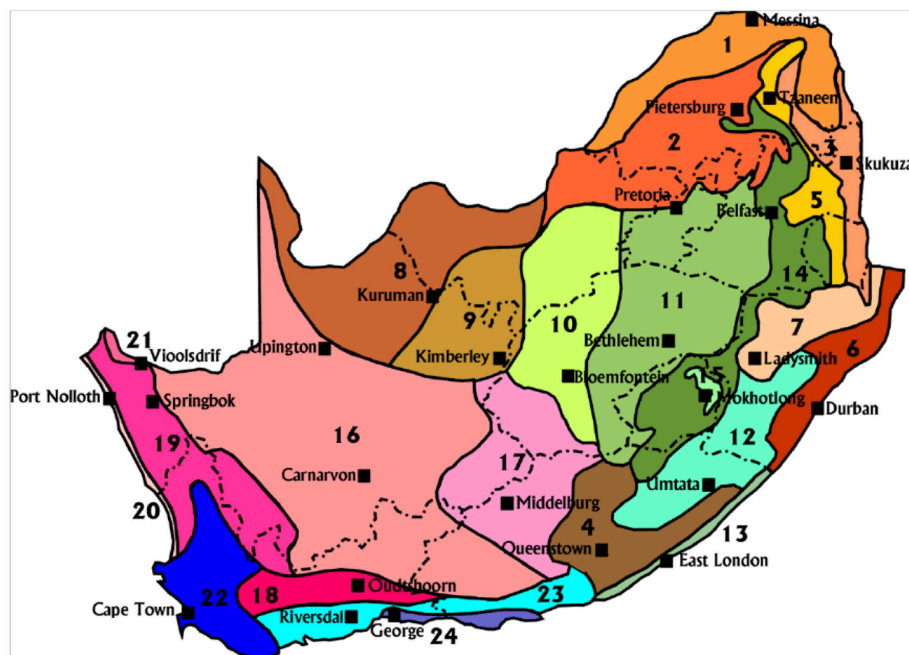 Messina
1
Tzaneen
Pietersburg
2
3
Skukuza
Pretoria
5
Belfast
8
14
Kuruman
9
10
11
7
6
21
Vioolsdrif
Upington
Kimberley
Bethlehem
Ladysmith
Bloemfontein
15
Port Nolloth
Springbok
Mokhotlong
Durban
19
16
12
17
Carnarvon
Umtata
20
Middelburg
4
13
Queenstown
East London
22
18
Oudtshoorn
23
Cape Town
Riversdal
George
24